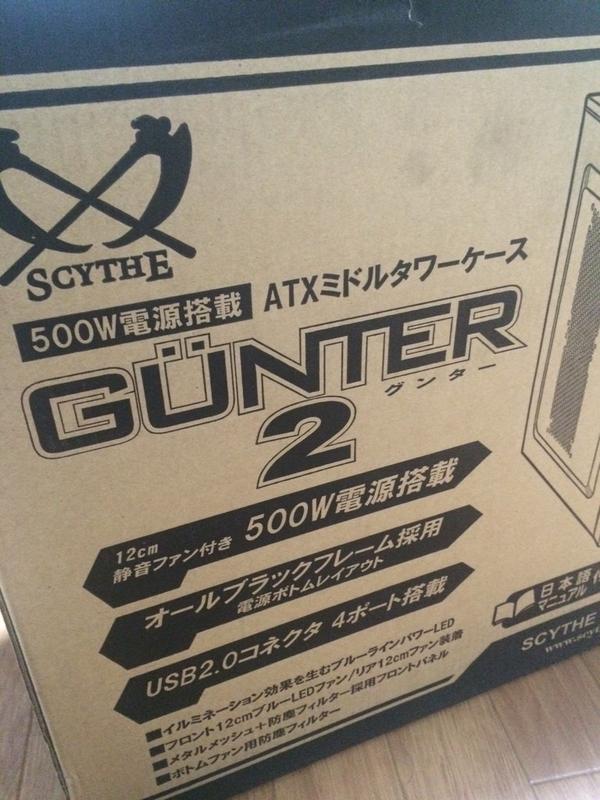 SCYTHE
500W電源搭載 ATXミドルタワーケース
GÜNTER
グンター
2
12cm
静音ファン付き 500W電源搭載
オールブラックフレーム採用
電源ボトムレイアウト
USB2.0コネクタ 4ポート搭載
■イルミネーション効果を生むブルーラインパワーLED
■フロント12cmブルーLEDファン/リア12cmファン装着
■メタルメッシュ+防塵フィルター採用フロントパネル
■ボトムファン用防塵フィルター
日本語
マニュアル
SCYTHE
www.scy